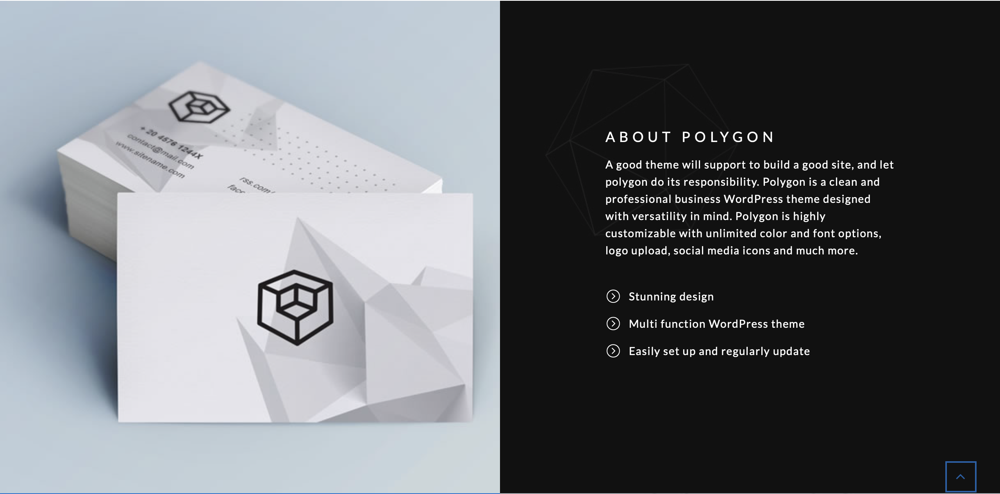 + 20 4576 1244X
contact@mail.com
www.sitename.com
rss.com/
ABOUT POLYGON
A good theme will support to build a good site, and let
polygon do its responsibility. Polygon is a clean and
professional business WordPress theme designed
with versatility in mind. Polygon is highly
customizable with unlimited color and font options,
logo upload, social media icons and much more.
Stunning design
Multi function WordPress theme
Easily set up and regularly update